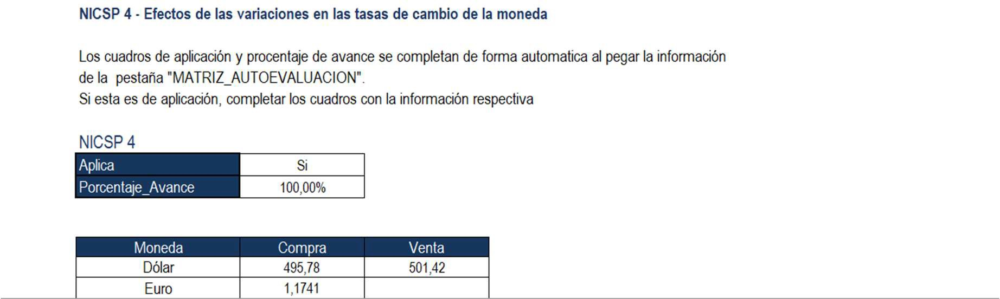 NICSP 4 - Efectos de las variaciones en las tasas de cambio de la moneda
Los cuadros de aplicación y procentaje de avance se completan de forma automatica al pegar la información
de la pestaña "MATRIZ_AUTOEVALUACION".
Si esta es de aplicación, completar los cuadros con la información respectiva
NICSP 4
Aplica Si
Porcentaje_Avance 100,00%
Moneda Compra Venta
Dólar 495,78 501,42
Euro 1,1741